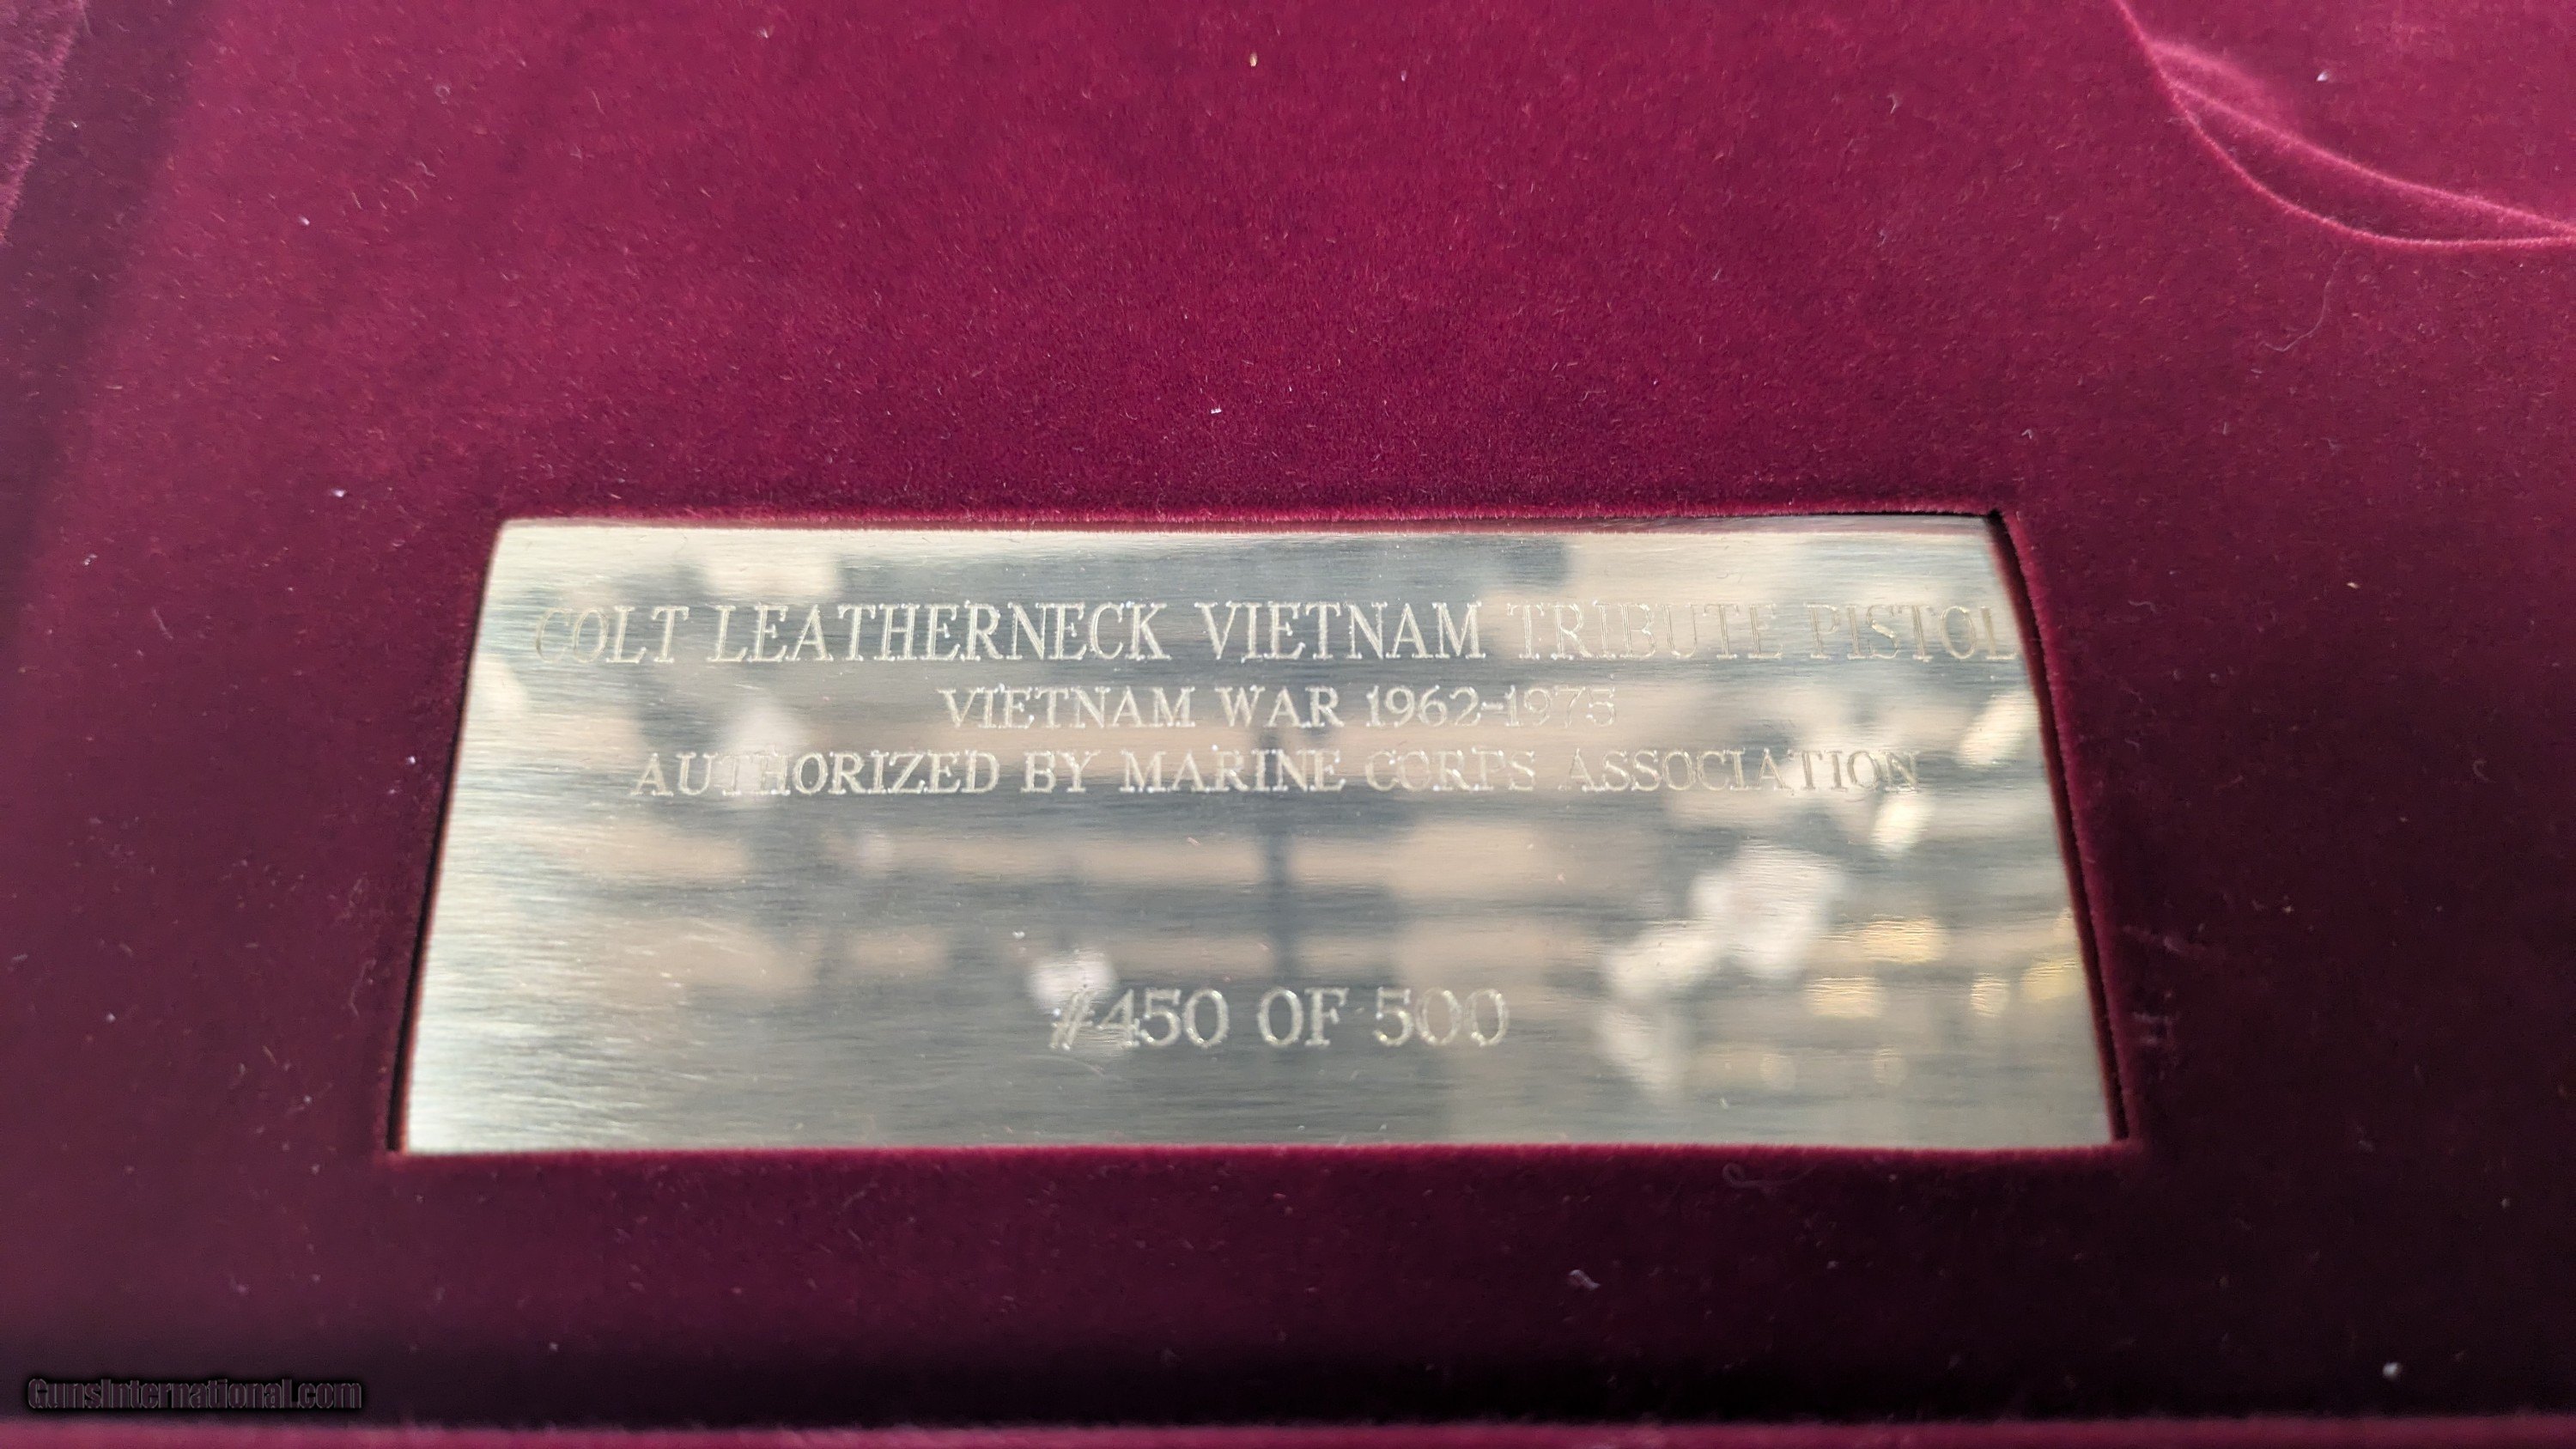 COLT LEATHERNECK VIETNAM TRIBUTE PISTOL
VIETNAM WAR 1962-1975
AUTHORIZED BY MARINE CORPS ASSOCIATION
#450 OF 500
GunsInternational.com